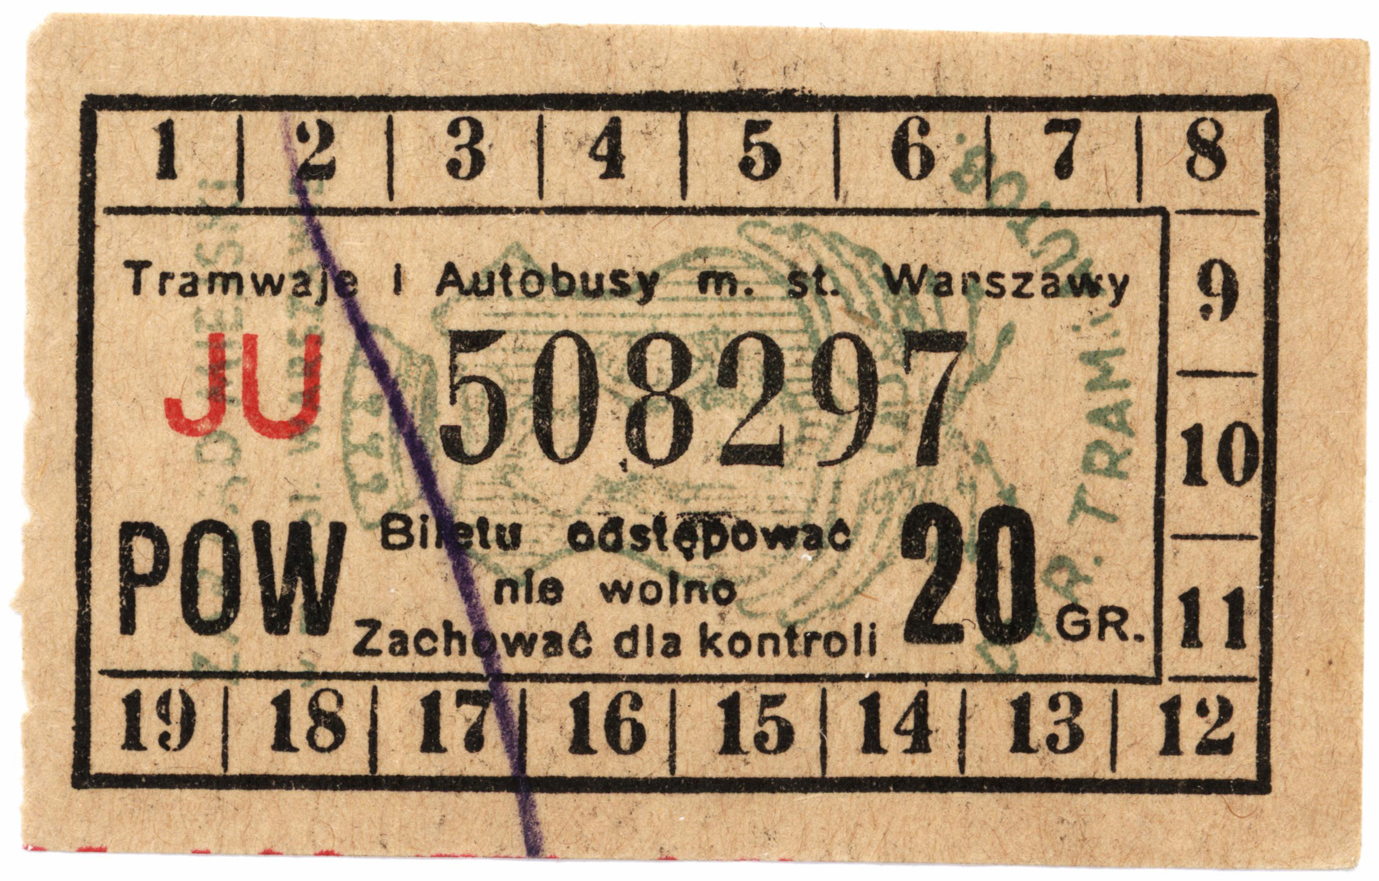 1 2 3 4 5 6 7 8
Tramwaje i Autobusy m. st. Warszawy
9
JU 508297
10
POW Biletu odstępować 20 GR.
nie wolno
11
Zachować dla kontroli
19 18 17 16 15 14 13 12
TRAMW